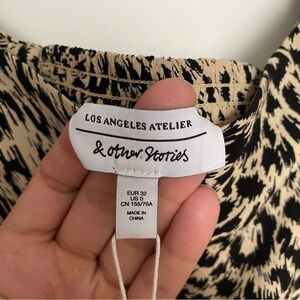 LOS ANGELES ATELIER
& other Stories
EUR 32
US 0
CN 155/76A
MADE IN
CHINA